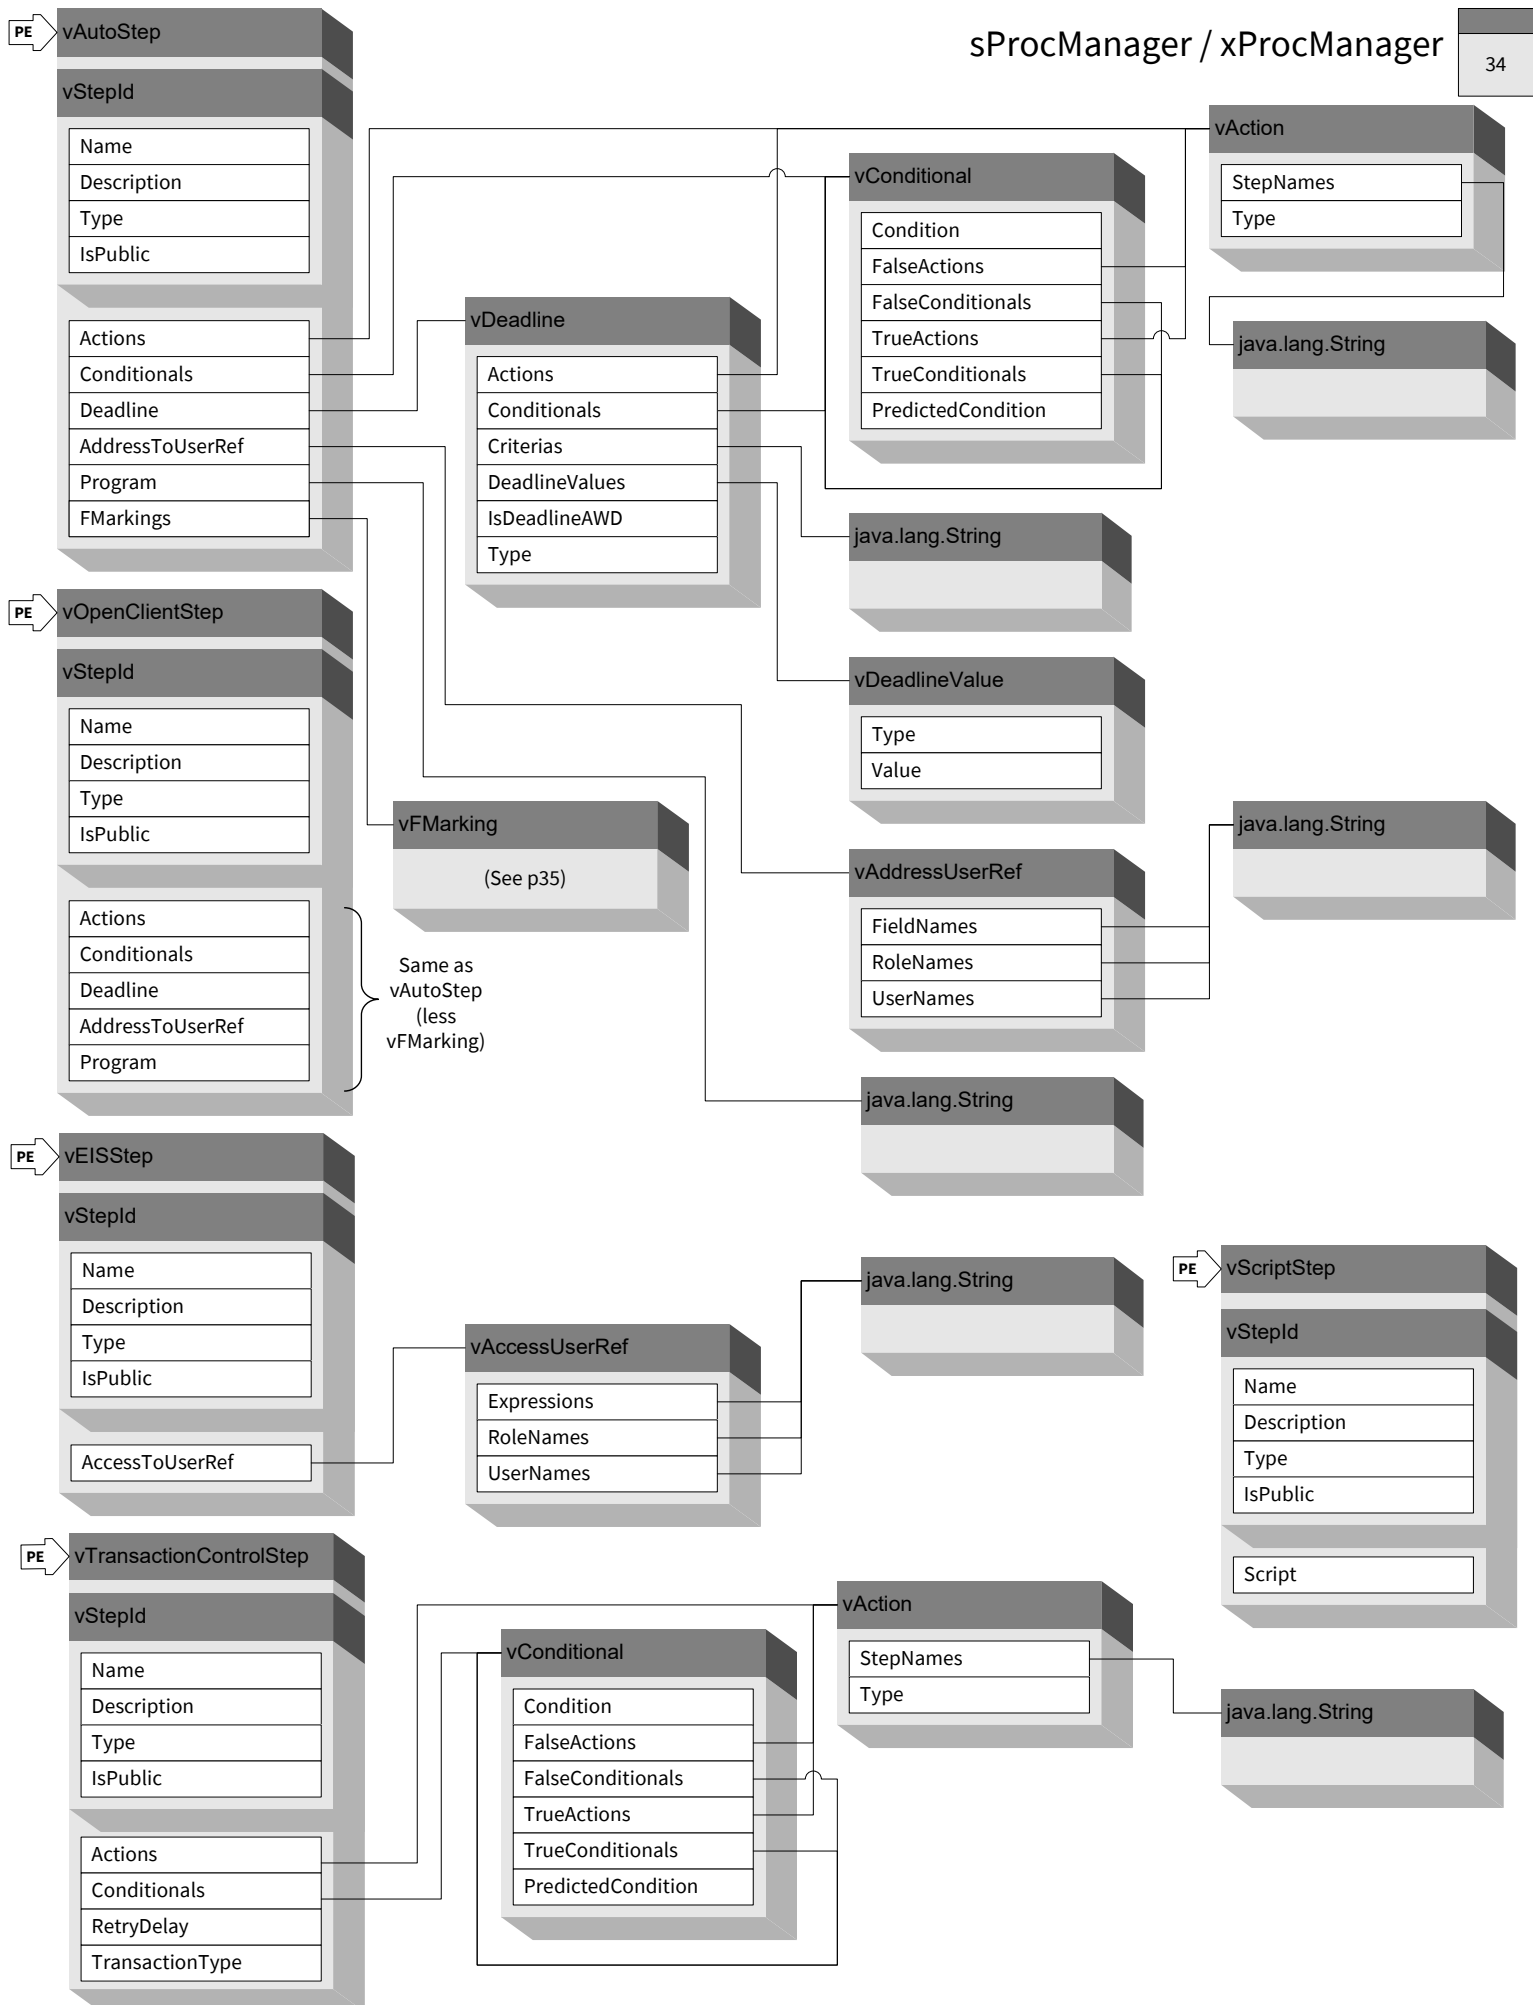 sProcManager / xProcManager
34
PE
vAutoStep
vStepId
Name
Description
Type
IsPublic
Actions
Conditionals
Deadline
AddressToUserRef
Program
FMarkings
vDeadline
Actions
Conditionals
Criterias
DeadlineValues
IsDeadlineAWD
Type
vConditional
Condition
FalseActions
FalseConditionals
TrueActions
TrueConditionals
PredictedCondition
vAction
StepNames
Type
java.lang.String
java.lang.String
PE
vOpenClientStep
vStepId
Name
Description
Type
IsPublic
Actions
Conditionals
Deadline
AddressToUserRef
Program
Same as
vAutoStep
(less
vFMarking)
vFMarking
(See p35)
vDeadlineValue
Type
Value
vAddressUserRef
FieldNames
RoleNames
UserNames
java.lang.String
java.lang.String
PE
vEISStep
vStepId
Name
Description
Type
IsPublic
AccessToUserRef
vAccessUserRef
Expressions
RoleNames
UserNames
java.lang.String
PE
vScriptStep
vStepId
Name
Description
Type
IsPublic
Script
PE
vTransactionControlStep
vStepId
Name
Description
Type
IsPublic
Actions
Conditionals
RetryDelay
TransactionType
vConditional
Condition
FalseActions
FalseConditionals
TrueActions
TrueConditionals
PredictedCondition
vAction
StepNames
Type
java.lang.String